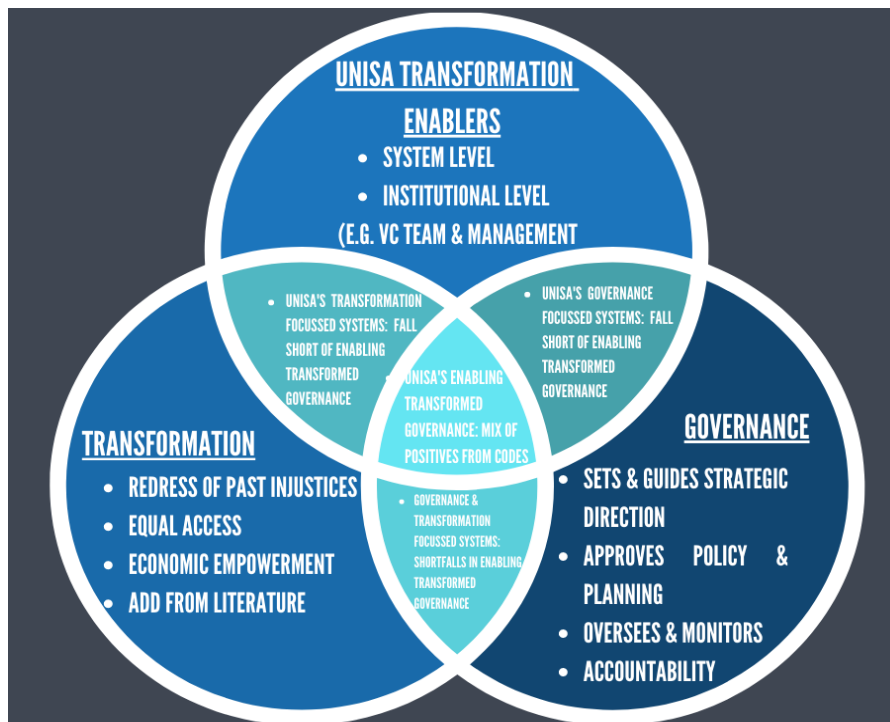 UNISA TRANSFORMATION
ENABLERS
• SYSTEM LEVEL
• INSTITUTIONAL LEVEL
(E.G. VC TEAM & MANAGEMENT
• UNISA'S TRANSFORMATION
FOCUSSED SYSTEMS: FALL
SHORT OF ENABLING
TRANSFORMED
GOVERNANCE
• UNISA'S GOVERNANCE
FOCUSSED SYSTEMS: FALL
SHORT OF ENABLING
TRANSFORMED
GOVERNANCE
• UNISA'S ENABLING
TRANSFORMED
GOVERNANCE: MIX OF
POSITIVES FROM CODES
TRANSFORMATION
• REDRESS OF PAST INJUSTICES
• EQUAL ACCESS
• ECONOMIC EMPOWERMENT
• ADD FROM LITERATURE
• GOVERNANCE &
TRANSFORMATION
FOCUSSED SYSTEMS:
SHORTFALLS IN ENABLING
TRANSFORMED
GOVERNANCE
GOVERNANCE
• SETS & GUIDES STRATEGIC
DIRECTION
• APPROVES POLICY &
PLANNING
• OVERSEES & MONITORS
• ACCOUNTABILITY